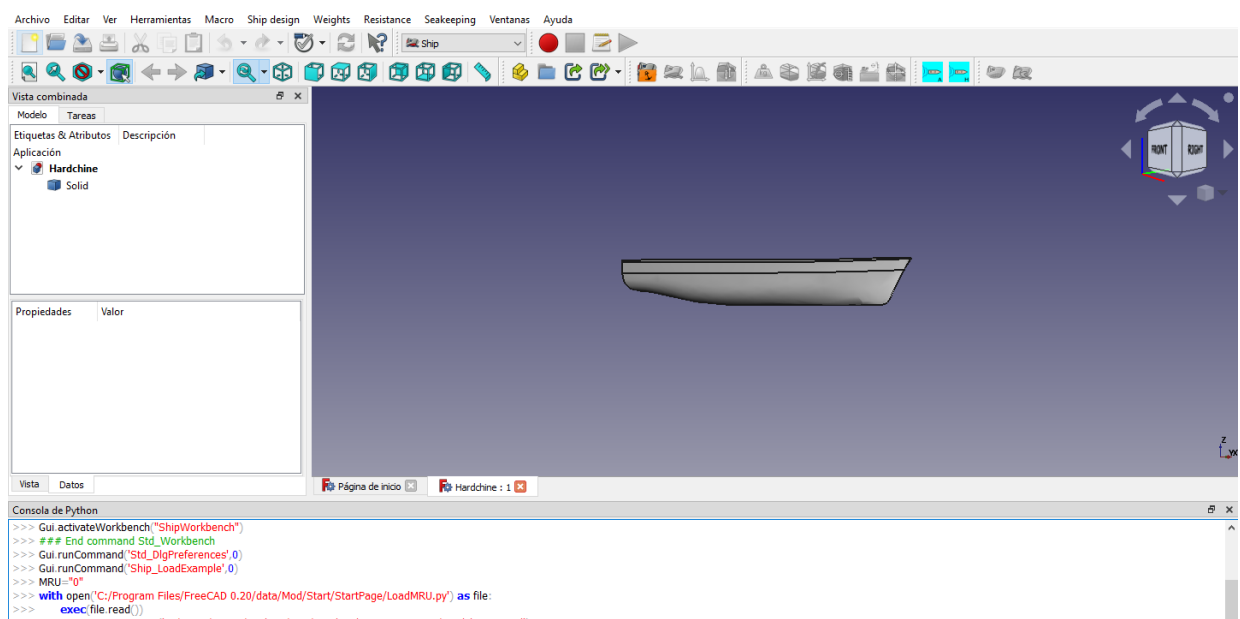 Archivo Editar Ver Herramientas Macro Ship design Weights Resistance Seakeeping Ventanas Ayuda
Ship
Vista combinada
Modelo Tareas
Etiquetas & Atributos Descripción
Aplicación
Hardchine
Solid
FRONT RIGHT
Propiedades Valor
Z
YX
Vista Datos
Página de inicio Hardchine : 1
Consola de Python
>>> Gui.activateWorkbench("ShipWorkbench")
>>> ### End command Std_Workbench
>>> Gui.runCommand('Std_DlgPreferences',0)
>>> Gui.runCommand('Ship_LoadExample',0)
>>> MRU="0"
>>> with open('C:/Program Files/FreeCAD 0.20/data/Mod/Start/StartPage/LoadMRU.py') as file:
>>> exec(file.read())